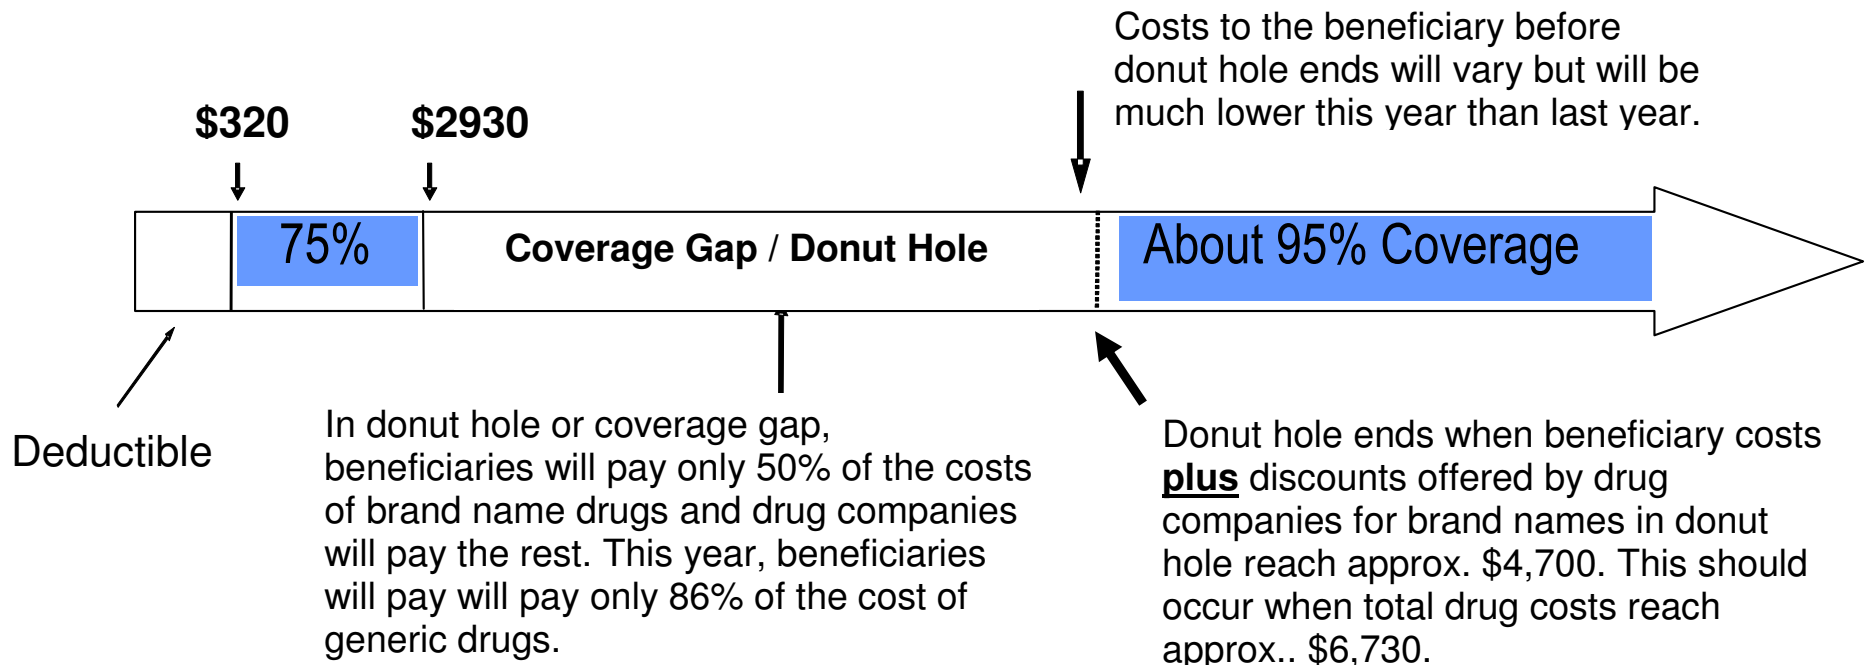 Costs to the beneficiary before
donut hole ends will vary but will be
much lower this year than last year.
$320
$2930
75%
Coverage Gap / Donut Hole
About 95% Coverage
Deductible
In donut hole or coverage gap,
beneficiaries will pay only 50% of the costs
of brand name drugs and drug companies
will pay the rest. This year, beneficiaries
will pay will pay only 86% of the cost of
generic drugs.
Donut hole ends when beneficiary costs
plus discounts offered by drug
companies for brand names in donut
hole reach approx. $4,700. This should
occur when total drug costs reach
approx.. $6,730.